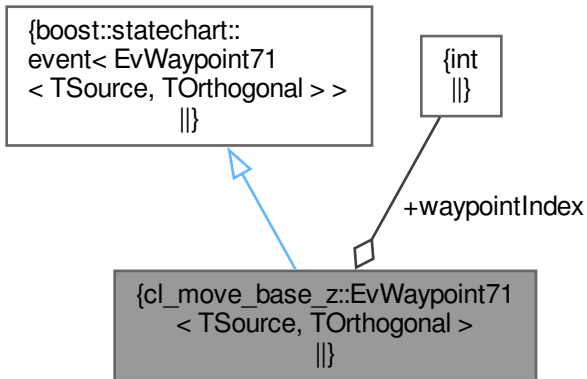 {boost::statechart::
event< EvWaypoint71
< TSource, TOrthogonal > >
||}
{int
||}
+waypointIndex
{cl_move_base_z::EvWaypoint71
< TSource, TOrthogonal >
||}